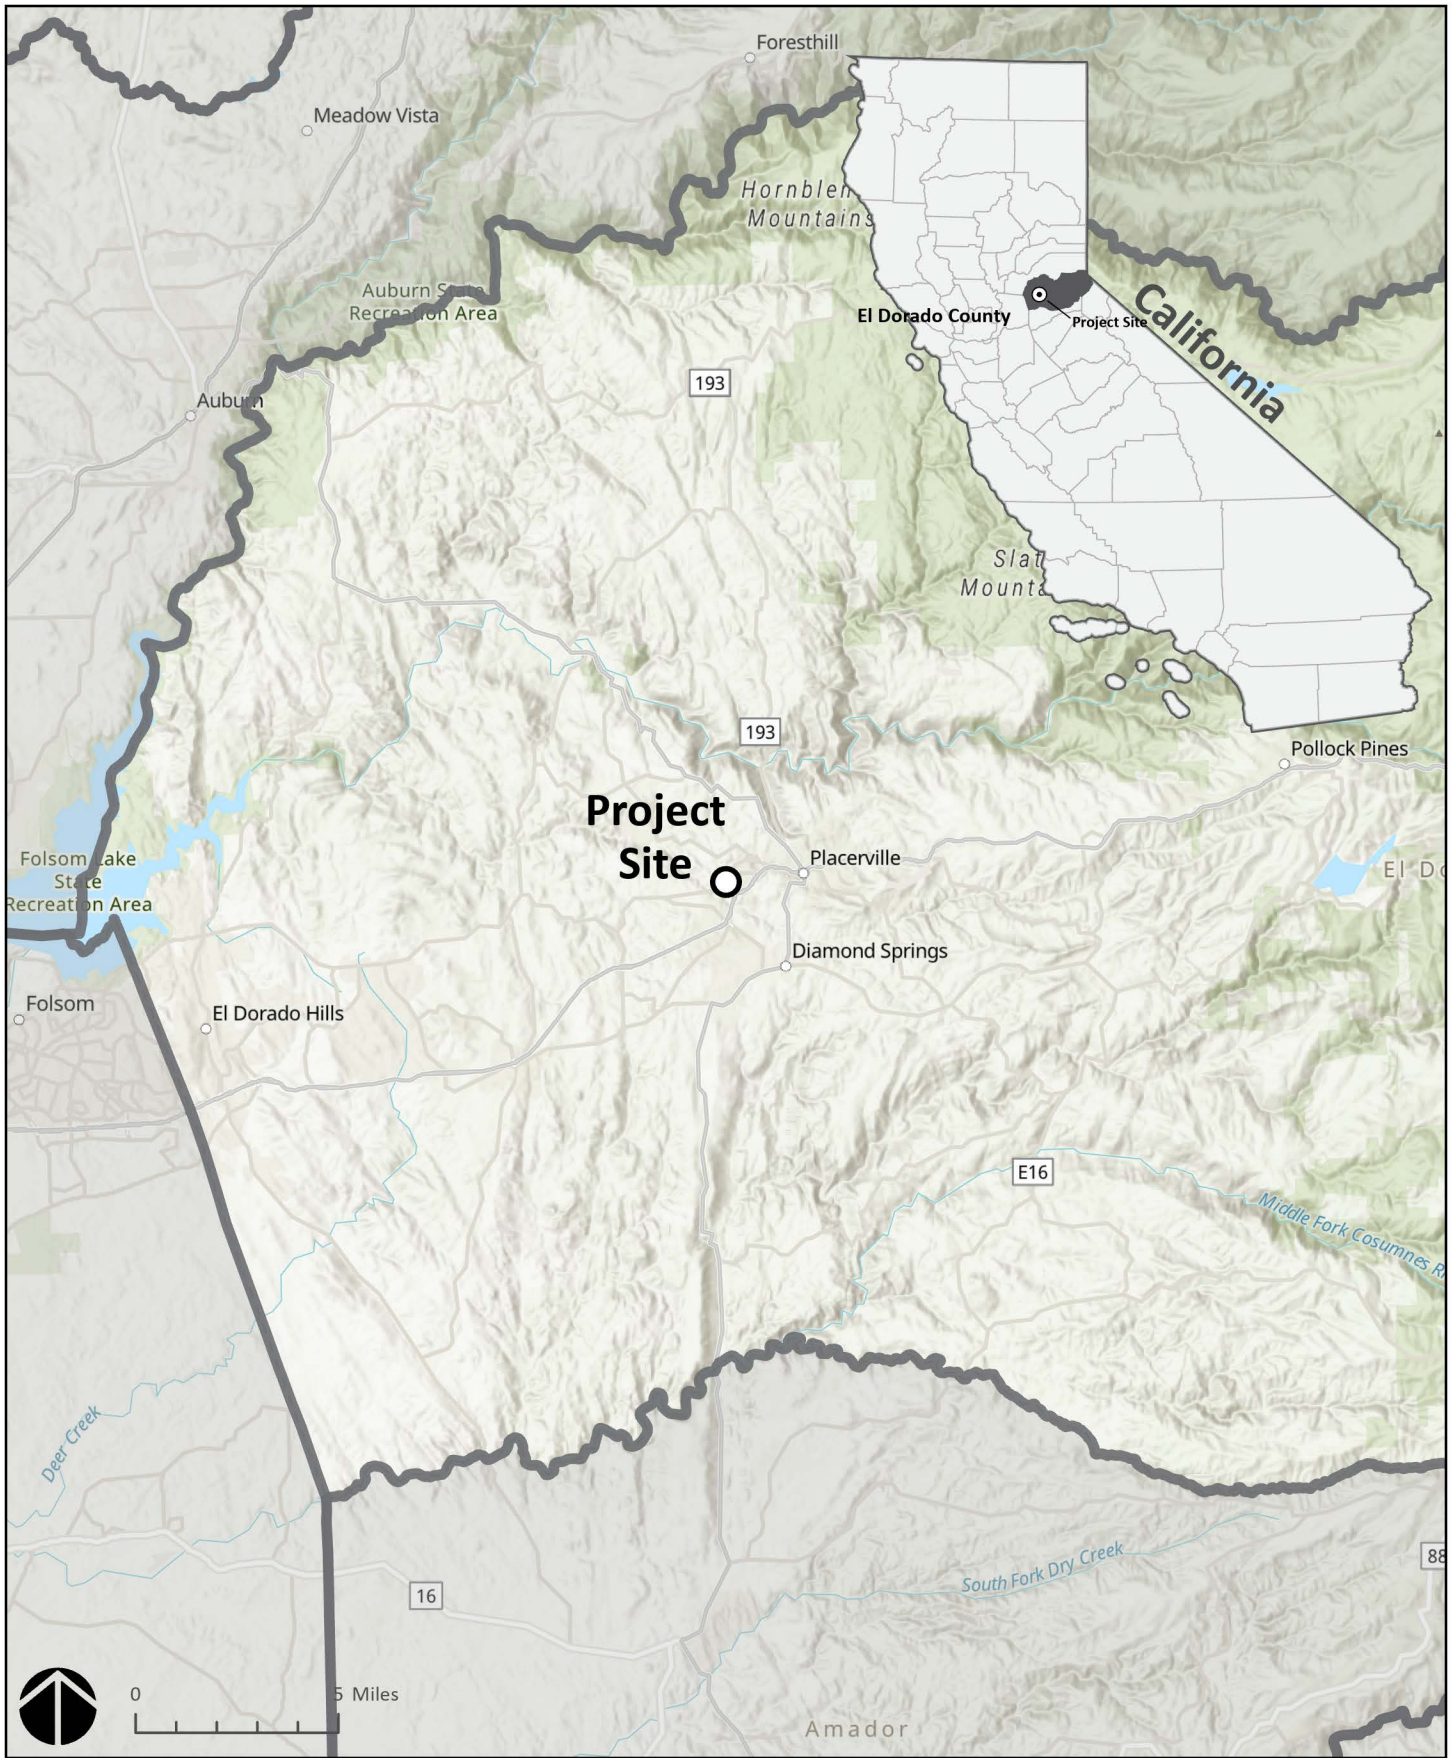 Foresthill
Meadow Vista
Hornblen
Mountains
Auburn State
Recreation Area
El Dorado County
Project Site
California
193
Auburn
Slat
Mounta
193
Pollock Pines
Project
Site
Placerville
Folsom Lake
State
Recreation Area
El Do
Diamond Springs
Folsom
El Dorado Hills
E16
Middle Fork Cosumnes R
Deer Creek
South Fork Dry Creek
88
16
0
5 Miles
Amador